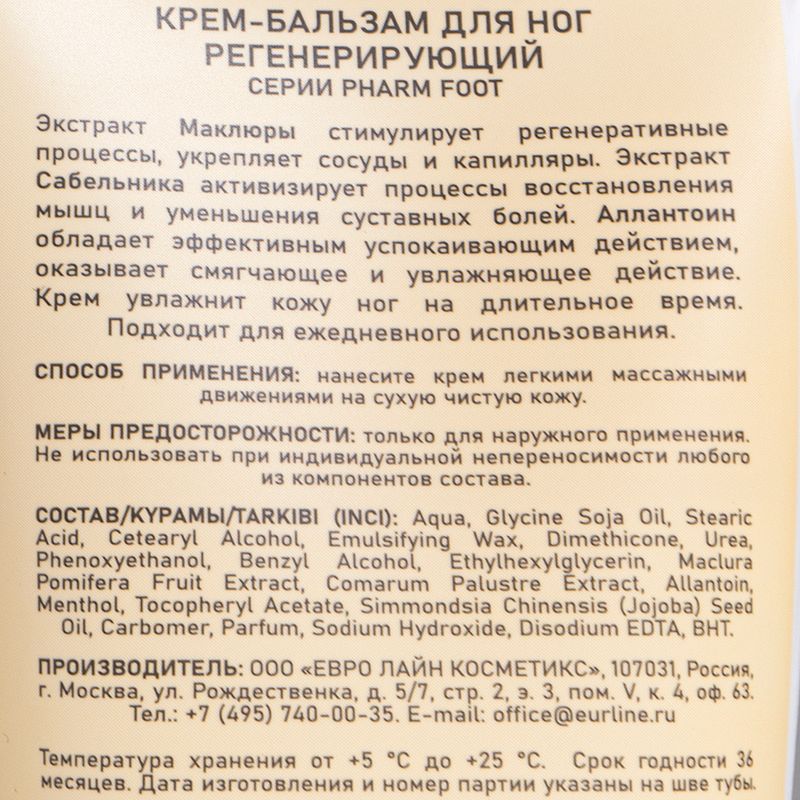 КРЕМ-БАЛЬЗАМ ДЛЯ НОГ
РЕГЕНЕРИРУЮЩИЙ
СЕРИИ PHARM FOOT
Экстракт Маклюры стимулирует регенеративные
процессы, укрепляет сосуды и капилляры. Экстракт
Сабельника активизирует процессы восстановления
мышц и уменьшения суставных болей. Аллантоин
обладает эффективным успокаивающим действием,
оказывает смягчающее и увлажняющее действие.
Крем увлажнит кожу ног на длительное время.
Подходит для ежедневного использования.
СПОСОБ ПРИМЕНЕНИЯ: нанесите крем легкими массажными
движениями на сухую чистую кожу.
МЕРЫ ПРЕДОСТОРОЖНОСТИ: только для наружного применения.
Не использовать при индивидуальной непереносимости любого
из компонентов состава.
СОСТАВ/ҚҰРАМЫ/TARKIBI (INCI): Aqua, Glycine Soja Oil, Stearic
Acid, Cetearyl Alcohol, Emulsifying Wax, Dimethicone, Urea,
Phenoxyethanol, Benzyl Alcohol, Ethylhexylglycerin, Maclura
Pomifera Fruit Extract, Comarum Palustre Extract, Allantoin,
Menthol, Tocopheryl Acetate, Simmondsia Chinensis (Jojoba) Seed
Oil, Carbomer, Parfum, Sodium Hydroxide, Disodium EDTA, BHT.
ПРОИЗВОДИТЕЛЬ: ООО «ЕВРО ЛАЙН КОСМЕТИКС», 107031, Россия,
г. Москва, ул. Рождественка, д. 5/7, стр. 2, э. 3, пом. V, к. 4, оф. 63.
Тел.: +7 (495) 740-00-35. E-mail: office@eurline.ru
Температура хранения от +5 °С до +25 °С. Срок годности 36
месяцев. Дата изготовления и номер партии указаны на шве тубы.